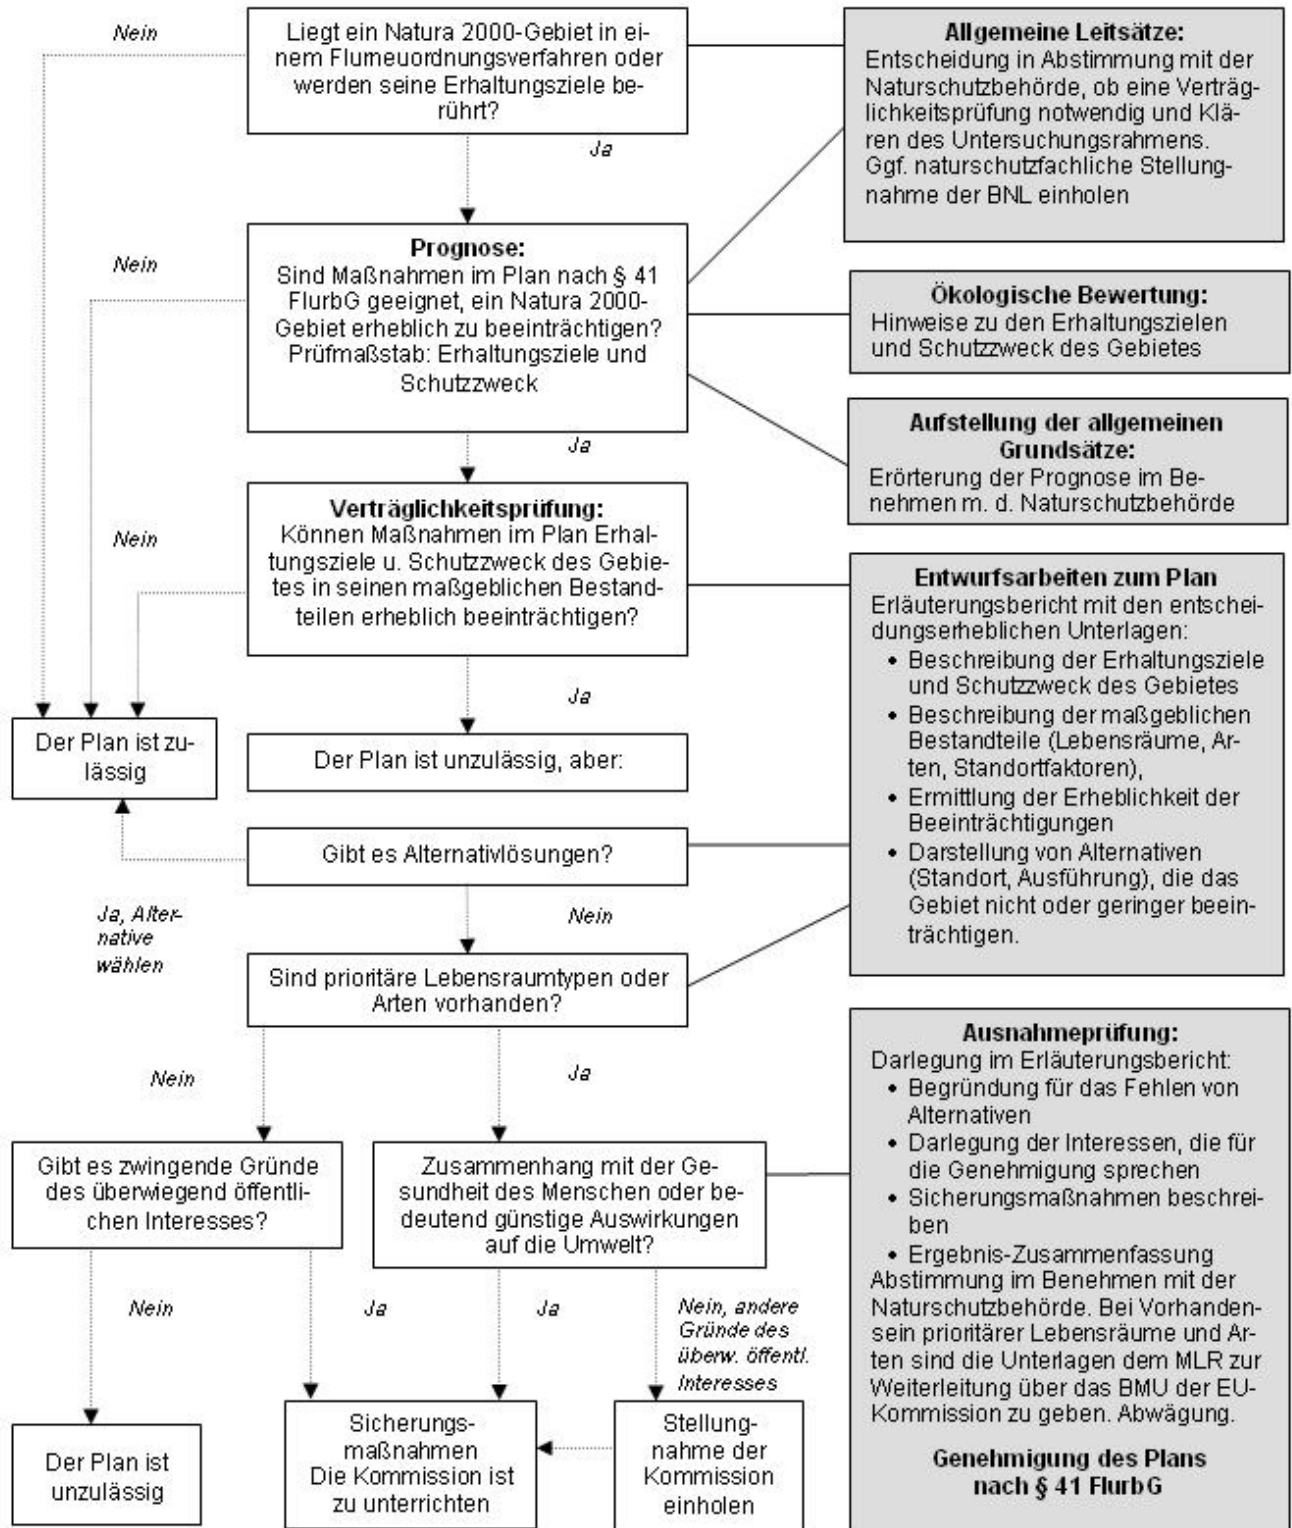 Nein
Liegt ein Natura 2000-Gebiet in ei-
nem Flurneuordnungsverfahren oder
werden seine Erhaltungsziele be-
rührt?
Ja
Allgemeine Leitsätze:
Entscheidung in Abstimmung mit der
Naturschutzbehörde, ob eine Verträg-
lichkeitsprüfung notwendig und Klä-
ren des Untersuchungsrahmens.
Ggf. naturschutzfachliche Stellung-
nahme der BNL einholen
Nein
Prognose:
Sind Maßnahmen im Plan nach § 41
FlurbG geeignet, ein Natura 2000-
Gebiet erheblich zu beeinträchtigen?
Prüfmaßstab: Erhaltungsziele und
Schutzzweck
Ja
Ökologische Bewertung:
Hinweise zu den Erhaltungszielen
und Schutzzweck des Gebietes
Aufstellung der allgemeinen
Grundsätze:
Erörterung der Prognose im Be-
nehmen m. d. Naturschutzbehörde
Nein
Verträglichkeitsprüfung:
Können Maßnahmen im Plan Erhal-
tungsziele u. Schutzzweck des Gebie-
tes in seinen maßgeblichen Bestand-
teilen erheblich beeinträchtigen?
Ja
Entwurfsarbeiten zum Plan
Erläuterungsbericht mit den entschei-
dungserheblichen Unterlagen:
• Beschreibung der Erhaltungsziele
und Schutzzweck des Gebietes
• Beschreibung der maßgeblichen
Bestandteile (Lebensräume, Ar-
ten, Standortfaktoren),
• Ermittlung der Erheblichkeit der
Beeinträchtigungen
• Darstellung von Alternativen
(Standort, Ausführung), die das
Gebiet nicht oder geringer beein-
trächtigen.
Der Plan ist zu-
lässig
Der Plan ist unzulässig, aber:
Gibt es Alternativlösungen?
Ja, Alter-
native
wählen
Nein
Sind prioritäre Lebensraumtypen oder
Arten vorhanden?
Nein
Ja
Ausnahmeprüfung:
Darlegung im Erläuterungsbericht:
• Begründung für das Fehlen von
Alternativen
• Darlegung der Interessen, die für
die Genehmigung sprechen
• Sicherungsmaßnahmen beschrei-
ben
• Ergebnis-Zusammenfassung
Abstimmung im Benehmen mit der
Naturschutzbehörde. Bei Vorhanden-
sein prioritärer Lebensräume und Ar-
ten sind die Unterlagen dem MLR zur
Weiterleitung über das BMU der EU-
Kommission zu geben. Abwägung.
Genehmigung des Plans
nach § 41 FlurbG
Gibt es zwingende Gründe
des überwiegend öffentli-
chen Interesses?
Zusammenhang mit der Ge-
sundheit des Menschen oder be-
deutend günstige Auswirkungen
auf die Umwelt?
Nein
Ja
Ja
Nein, andere
Gründe des
überw. öffentl.
Interesses
Der Plan ist
unzulässig
Sicherungs-
maßnahmen
Die Kommission ist
zu unterrichten
Stellung-
nahme der
Kommission
einholen